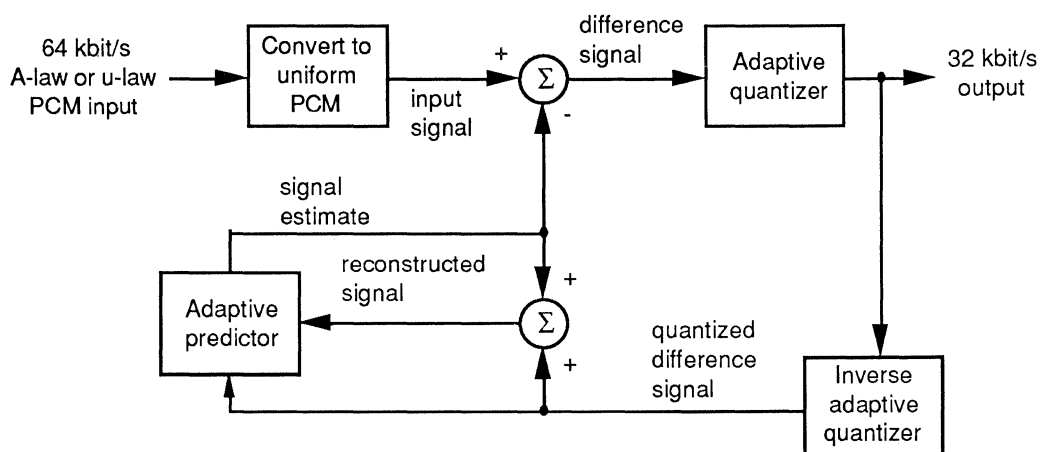 64 kbit/s
A-law or u-law
PCM input
Convert to
uniform
PCM
input
signal
+
Σ
-
difference
signal
Adaptive
quantizer
32 kbit/s
output
signal
estimate
reconstructed
signal
Adaptive
predictor
+
Σ
+
quantized
difference
signal
Inverse
adaptive
quantizer